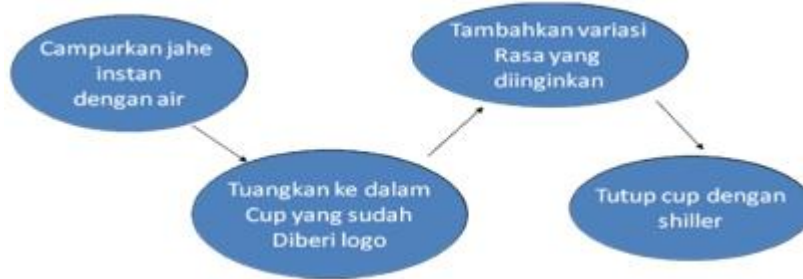 Campurkan jahe
instan
dengan air
Tuangkan ke dalam
Cup yang sudah
Diberi logo
Tambahkan variasi
Rasa yang
diinginkan
Tutup cup dengan
shiller